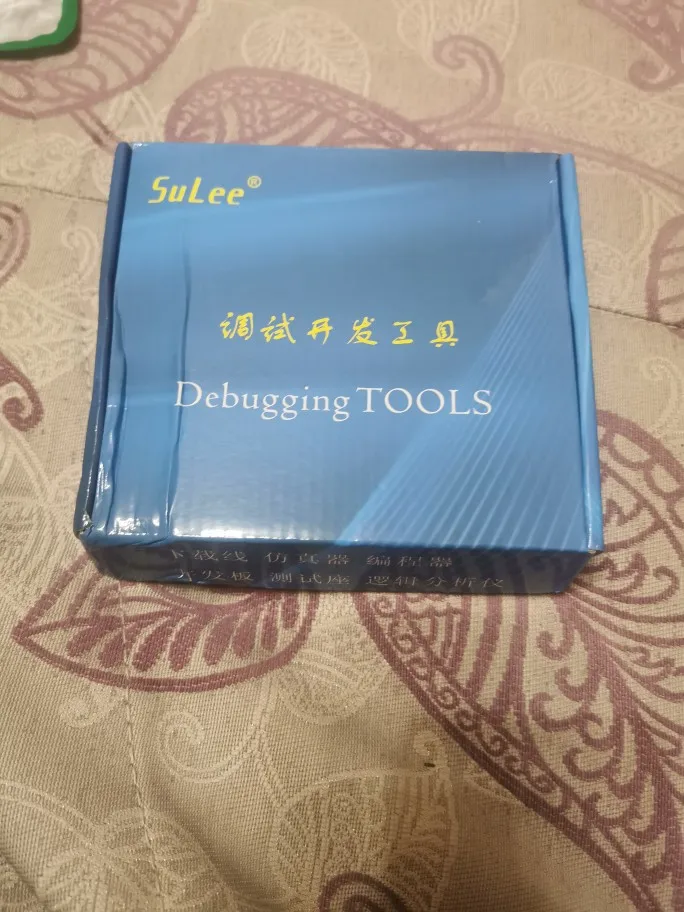 SuLee®
调试开发工具
Debugging TOOLS
下载线 仿真器 编程器
开发板 测试座 逻辑分析仪